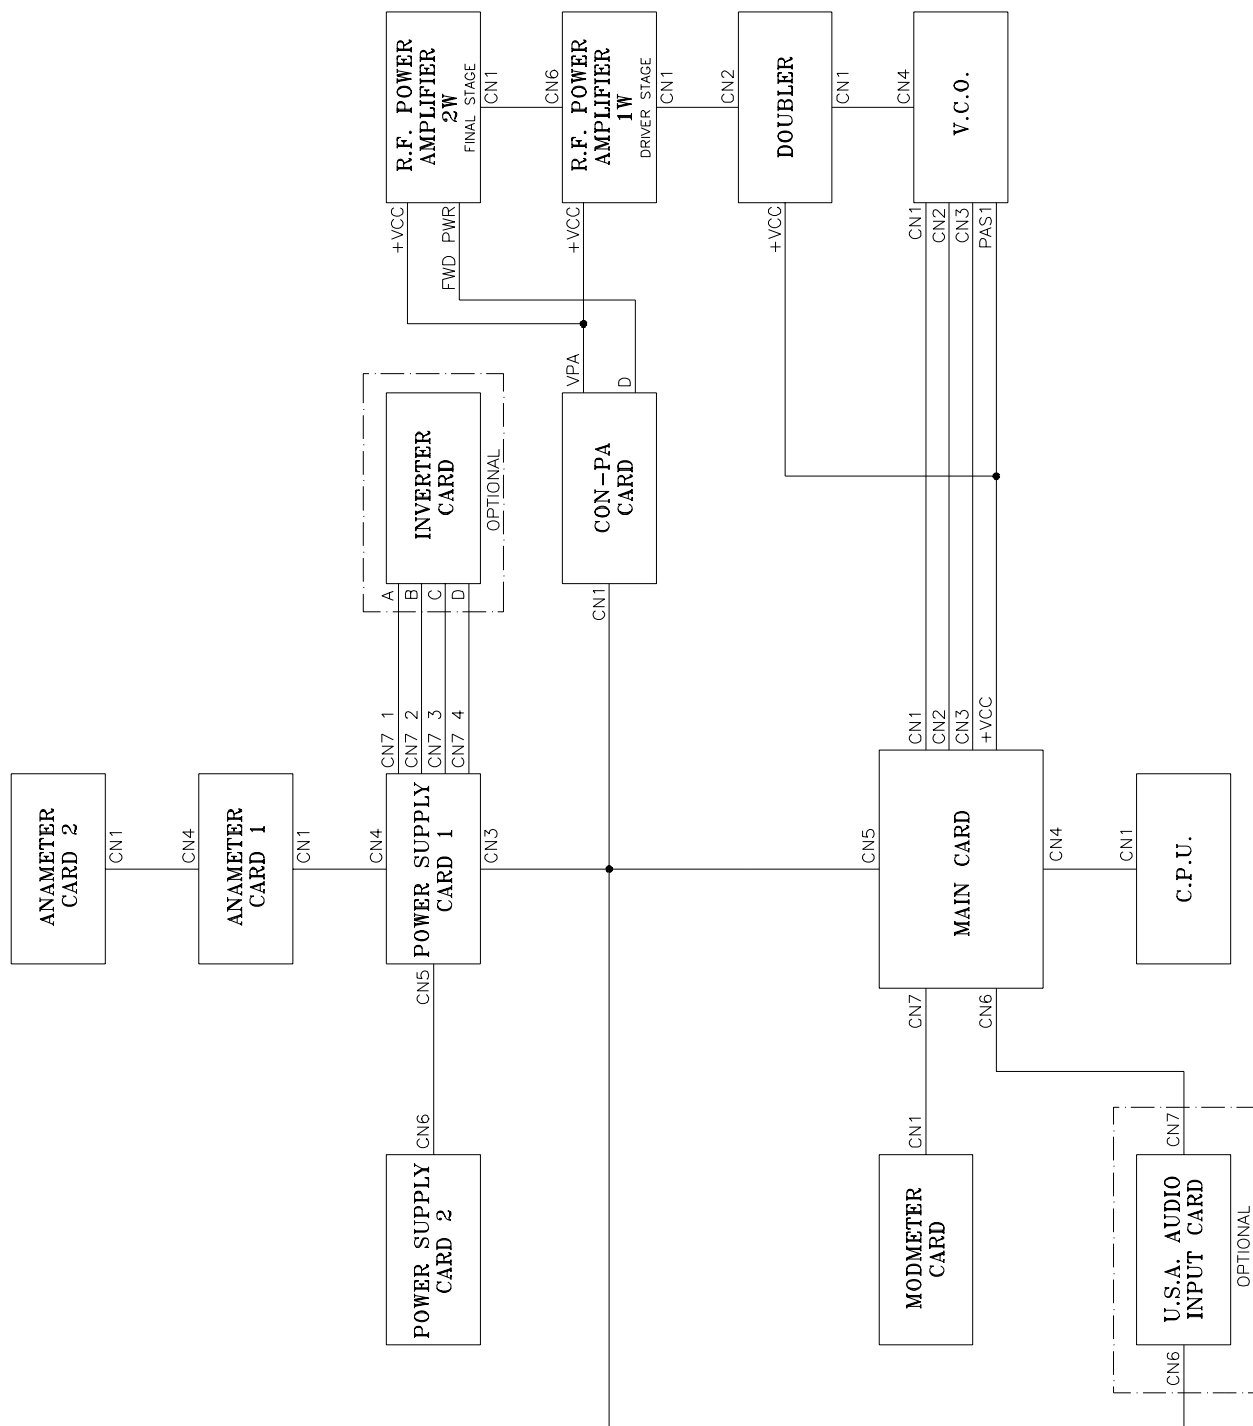 ANAMETER
CARD 2
CN1
CN4
ANAMETER
CARD 1
CN1
CN4
POWER SUPPLY
CARD 1
CN7 1
CN7 2
CN7 3
CN7 4
CN3
CN5
CN6
POWER SUPPLY
CARD 2
A
B
C
D
INVERTER
CARD
OPTIONAL
+VCC
FWD PWR
R.F. POWER
AMPLIFIER
2W
FINAL STAGE
CN1
CN6
R.F. POWER
AMPLIFIER
1W
DRIVER STAGE
+VCC
CN1
VPA
D
CON-PA
CARD
CN1
CN2
DOUBLER
+VCC
CN1
CN4
V.C.O.
CN1
CN2
CN3
PAS1
CN1
CN2
CN3
+VCC
CN5
MAIN CARD
CN4
CN1
C.P.U.
CN7
CN6
CN1
MODMETER
CARD
CN7
U.S.A. AUDIO
INPUT CARD
CN6
OPTIONAL